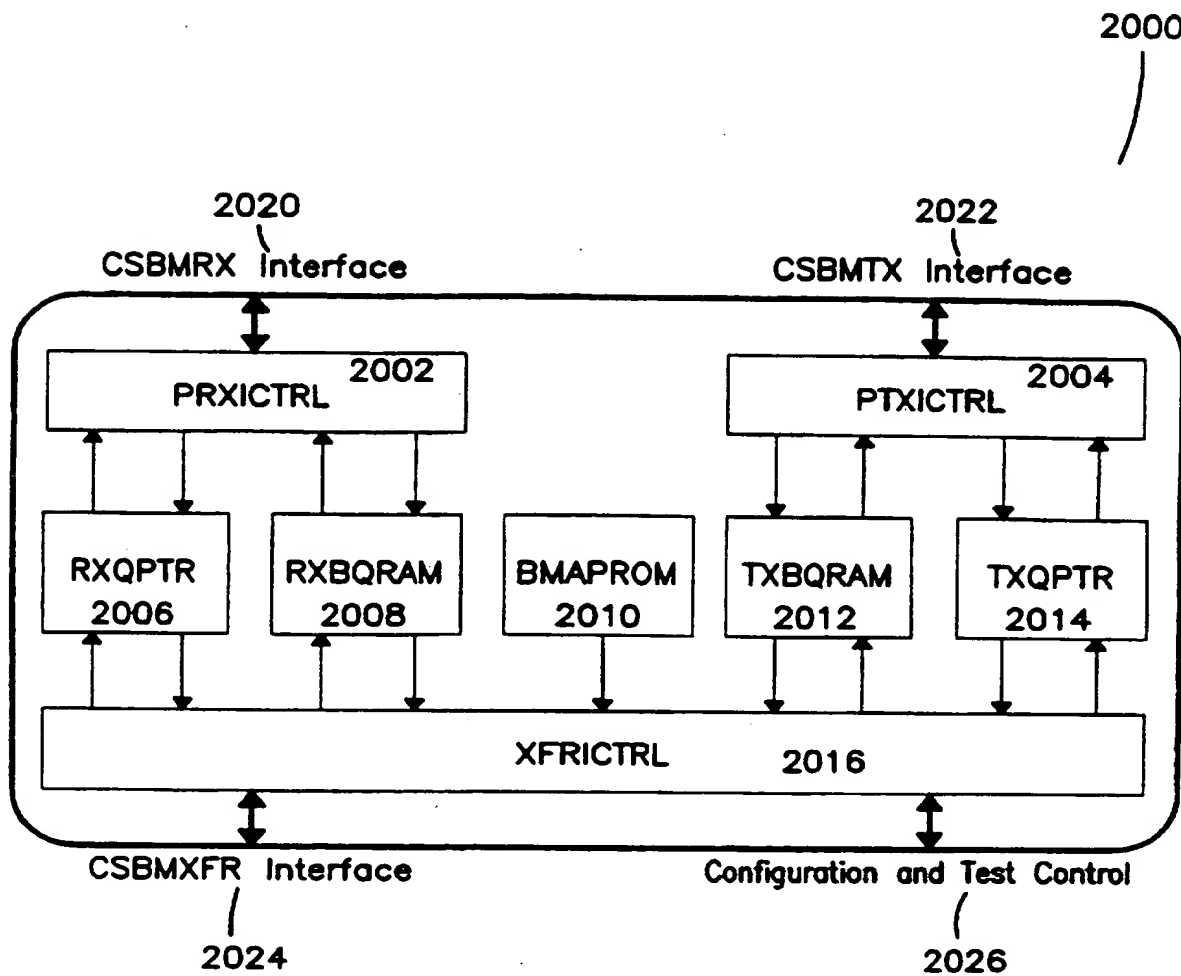 2000
2020
2022
CSBMRX Interface
CSBMTX Interface
2002
PRXICTRL
2004
PTXICTRL
RXQPTR
2006
RXBQRAM
2008
BMAPROM
2010
TXBQRAM
2012
TXQPTR
2014
XFRICTRL 2016
CSBMXFR Interface
Configuration and Test Control
2024
2026